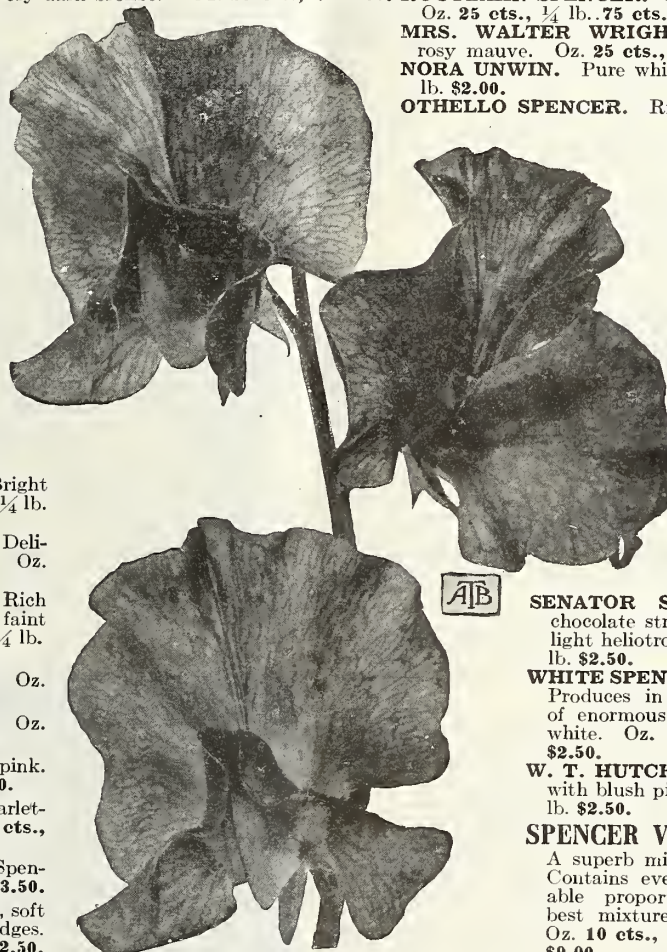 Oz. 25 cts., ¼ lb..75 cts.
MRS. WALTER WRIGH
rosy mauve. Oz. 25 cts.,
NORA UNWIN. Pure whi
lb. $2.00.
OTHELLO SPENCER. R
right
¼ lb.
Deli-
Oz.
Rich
faint
¼ lb.
Oz.
Oz.
pink.
0.
arlet-
cts.,
Spen-
3.50.
, soft
dges.
2.50.
ATB
SENATOR S
chocolate str
light heliotro
lb. $2.50.
WHITE SPEN
Produces in
of enormous
white. Oz.
$2.50.
W. T. HUTCH
with blush pi
lb. $2.50.
SPENCER V
A superb mi
Contains eve
able propor
best mixture
Oz. 10 cts.,